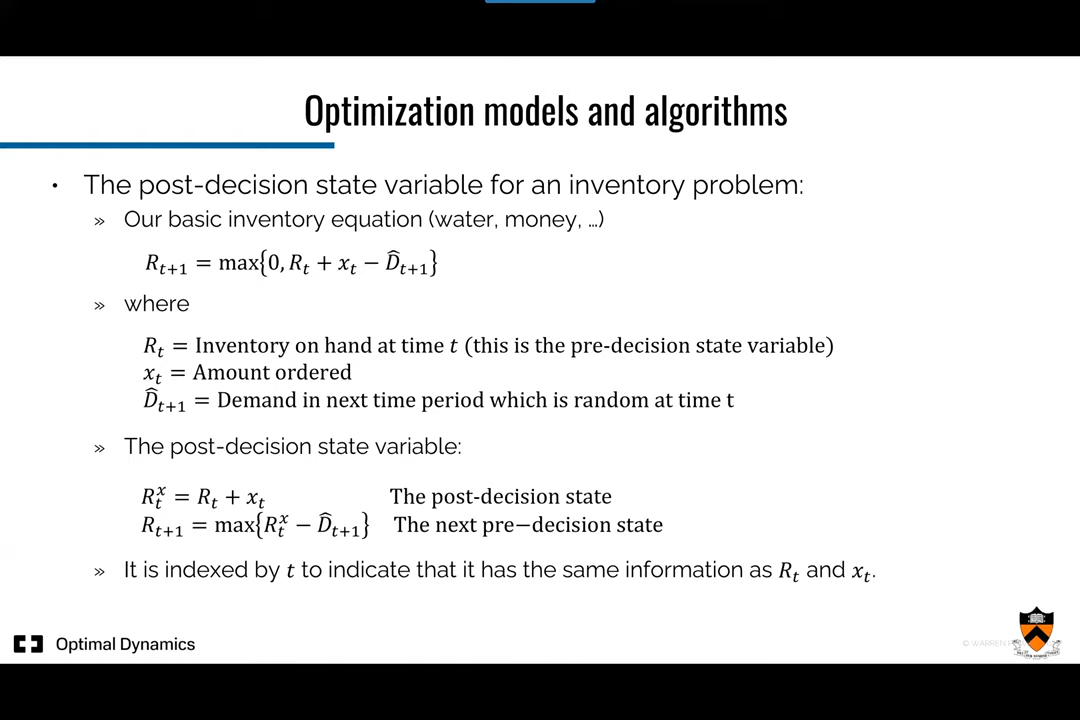 Optimization models and algorithms
• The post-decision state variable for an inventory problem:
» Our basic inventory equation (water, money, …)
R_{t+1} = max{0, R_t + x_t − D̂_{t+1}}
» where
R_t = Inventory on hand at time t (this is the pre-decision state variable)
x_t = Amount ordered
D̂_{t+1} = Demand in next time period which is random at time t
» The post-decision state variable:
R_t^x = R_t + x_t The post-decision state
R_{t+1} = max{R_t^x − D̂_{t+1}} The next pre−decision state
» It is indexed by t to indicate that it has the same information as R_t and x_t.
Optimal Dynamics
© WARREN